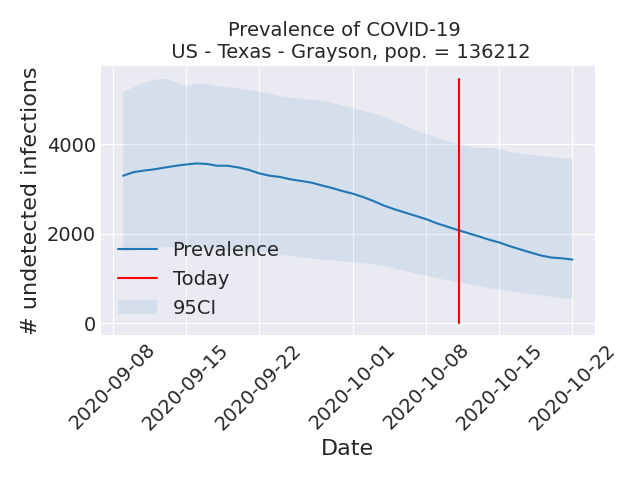 Prevalence of COVID-19
US - Texas - Grayson, pop. = 136212
# undetected infections
4000
2000
0
Prevalence
Today
95CI
2020-09-08
2020-09-15
2020-09-22
2020-10-01
2020-10-08
2020-10-15
2020-10-22
Date